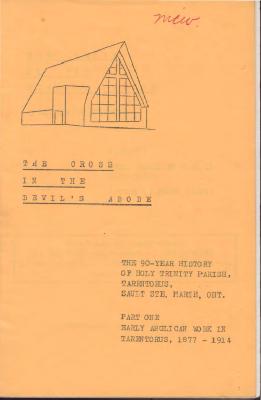 new.
THE CROSS
IN THE
DEVIL'S ABODE
THE 90-YEAR HISTORY
OF HOLY TRINITY PARISH,
TARENTORUS,
SAULT STE. MARIE, ONT.
PART ONE
EARLY ANGLICAN WORK IN
TARENTORUS, 1877 - 1914